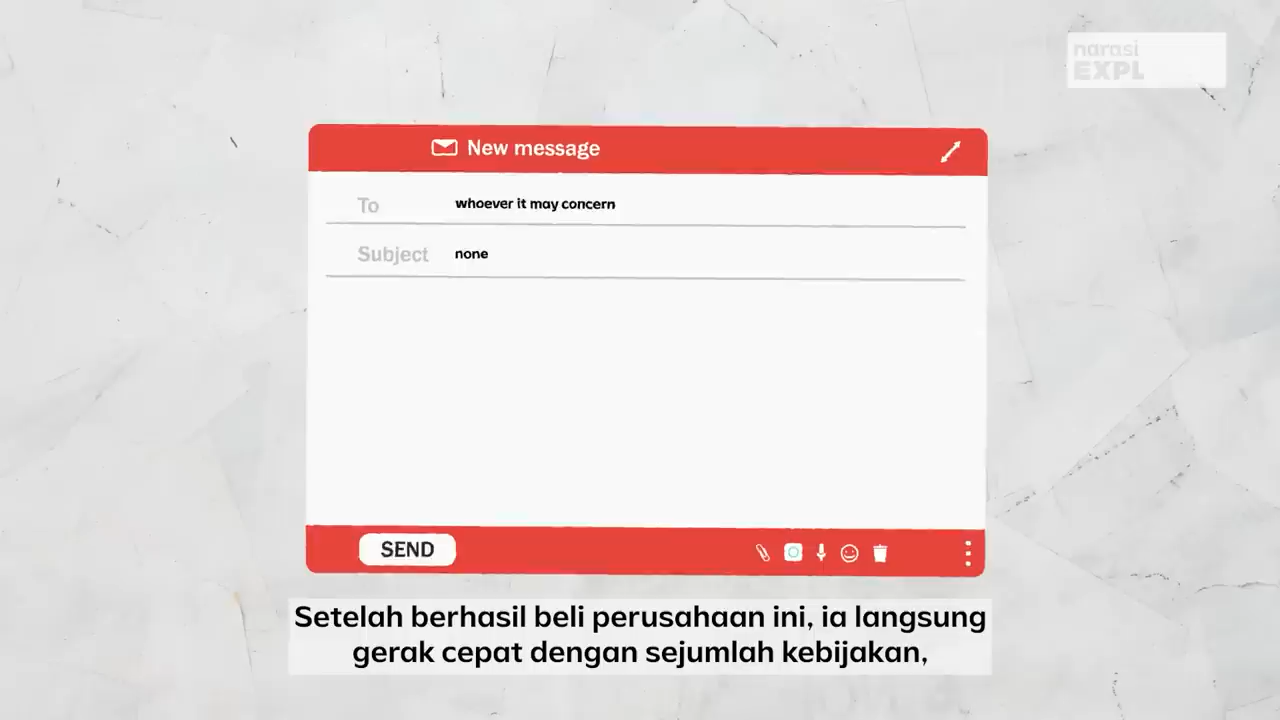 narasi
EXPL
New message
To whoever it may concern
Subject none
SEND
Setelah berhasil beli perusahaan ini, ia langsung
gerak cepat dengan sejumlah kebijakan,